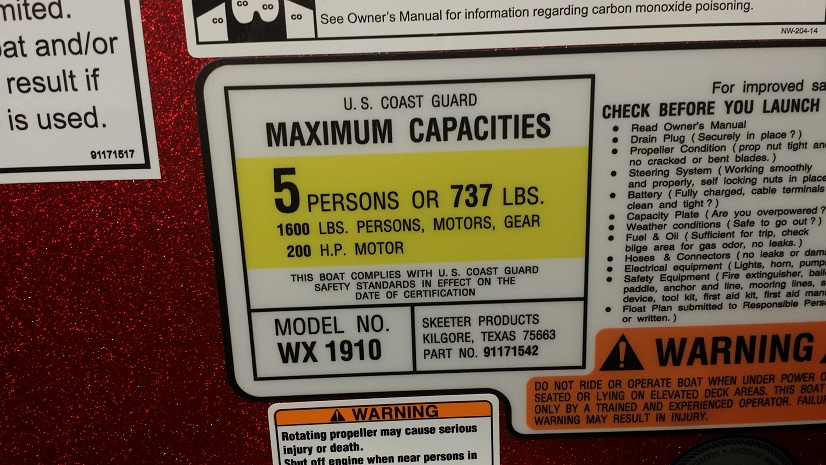 mited.
oat and/or
result if
is used.
91171517
CO CO CO CO
See Owner's Manual for information regarding carbon monoxide poisoning.
NW-204-14
U. S. COAST GUARD
MAXIMUM CAPACITIES
5 PERSONS OR 737 LBS.
1600 LBS. PERSONS, MOTORS, GEAR
200 H.P. MOTOR
THIS BOAT COMPLIES WITH U. S. COAST GUARD
SAFETY STANDARDS IN EFFECT ON THE
DATE OF CERTIFICATION
MODEL NO.
WX 1910
SKEETER PRODUCTS
KILGORE, TEXAS 75663
PART NO. 91171542
For improved sa
CHECK BEFORE YOU LAUNCH
• Read Owner's Manual
• Drain Plug ( Securely in place ? )
• Propeller Condition ( prop nut tight and
no cracked or bent blades. )
• Steering System ( Working smoothly
and properly, self locking nuts in place
• Battery ( Fully charged, cable terminals
clean and tight ? )
• Capacity Plate ( Are you overpowered ?
• Weather conditions ( Safe to go out ? )
• Fuel & Oil ( Sufficient for trip, check
bilge area for gas odor, no leaks. )
• Hoses & Connectors ( no leaks or dam
• Electrical equipment ( Lights, horn, pump
• Safety Equipment ( Fire extinguisher, baile
paddle, anchor and line, mooring lines, s
device, tool kit, first aid kit, first aid man
• Float Plan submitted to Responsible Pers
or written. )
WARNING
DO NOT RIDE OR OPERATE BOAT WHEN UNDER POWER O
SEATED OR LYING ON ELEVATED DECK AREAS. THIS BOAT
ONLY BY A TRAINED AND EXPERIENCED OPERATOR. FAILU
WARNING MAY RESULT IN INJURY.
WARNING
Rotating propeller may cause serious
injury or death.
Shut off engine when near persons in